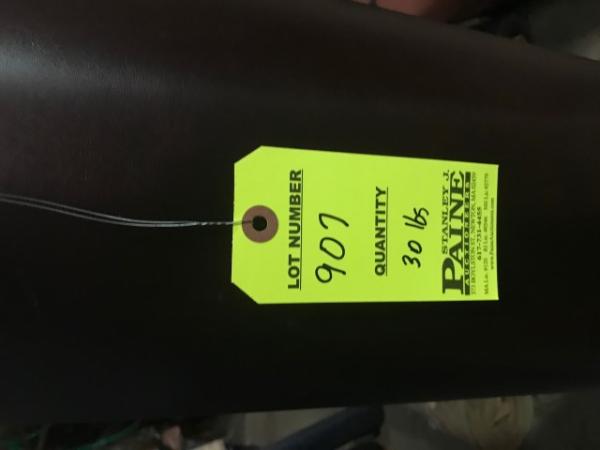 LOT NUMBER
907
QUANTITY
30 lbs
STANLEY J.
PAINE
AUCTIONEERS
617-731-4455